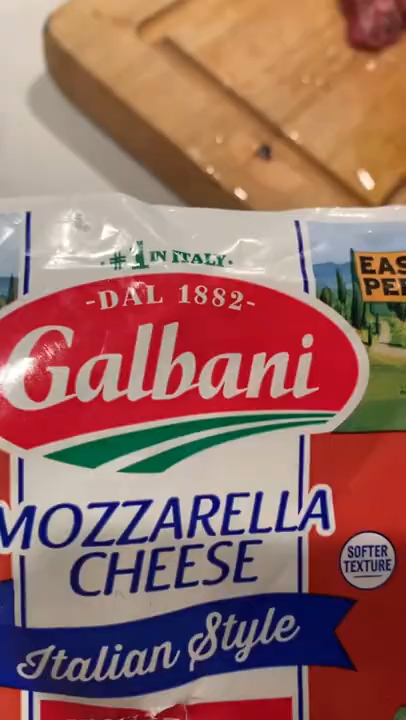 #1 IN ITALY
-DAL 1882-
Galbani
MOZZARELLA
CHEESE
Italian Style
SOFTER
TEXTURE